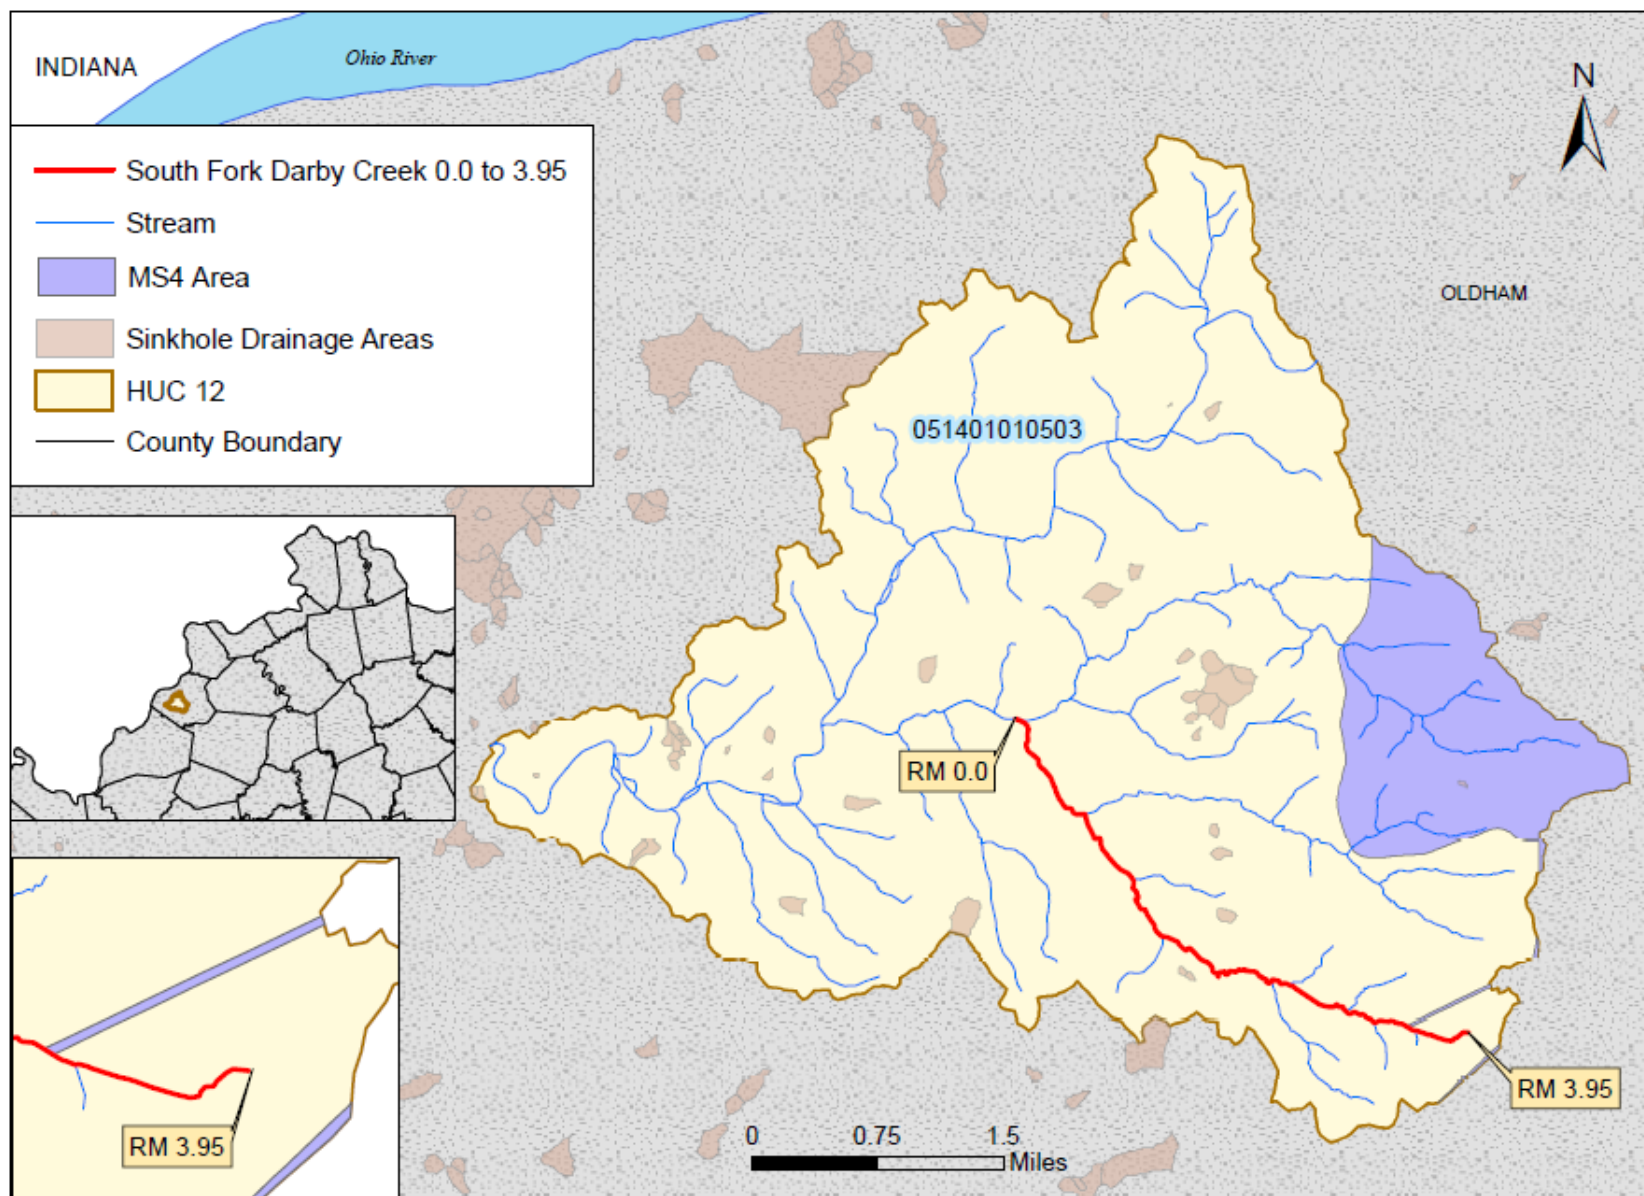 INDIANA
Ohio River
N
South Fork Darby Creek 0.0 to 3.95
Stream
MS4 Area
Sinkhole Drainage Areas
HUC 12
County Boundary
OLDHAM
051401010503
RM 0.0
RM 3.95
RM 3.95
0 0.75 1.5
Miles